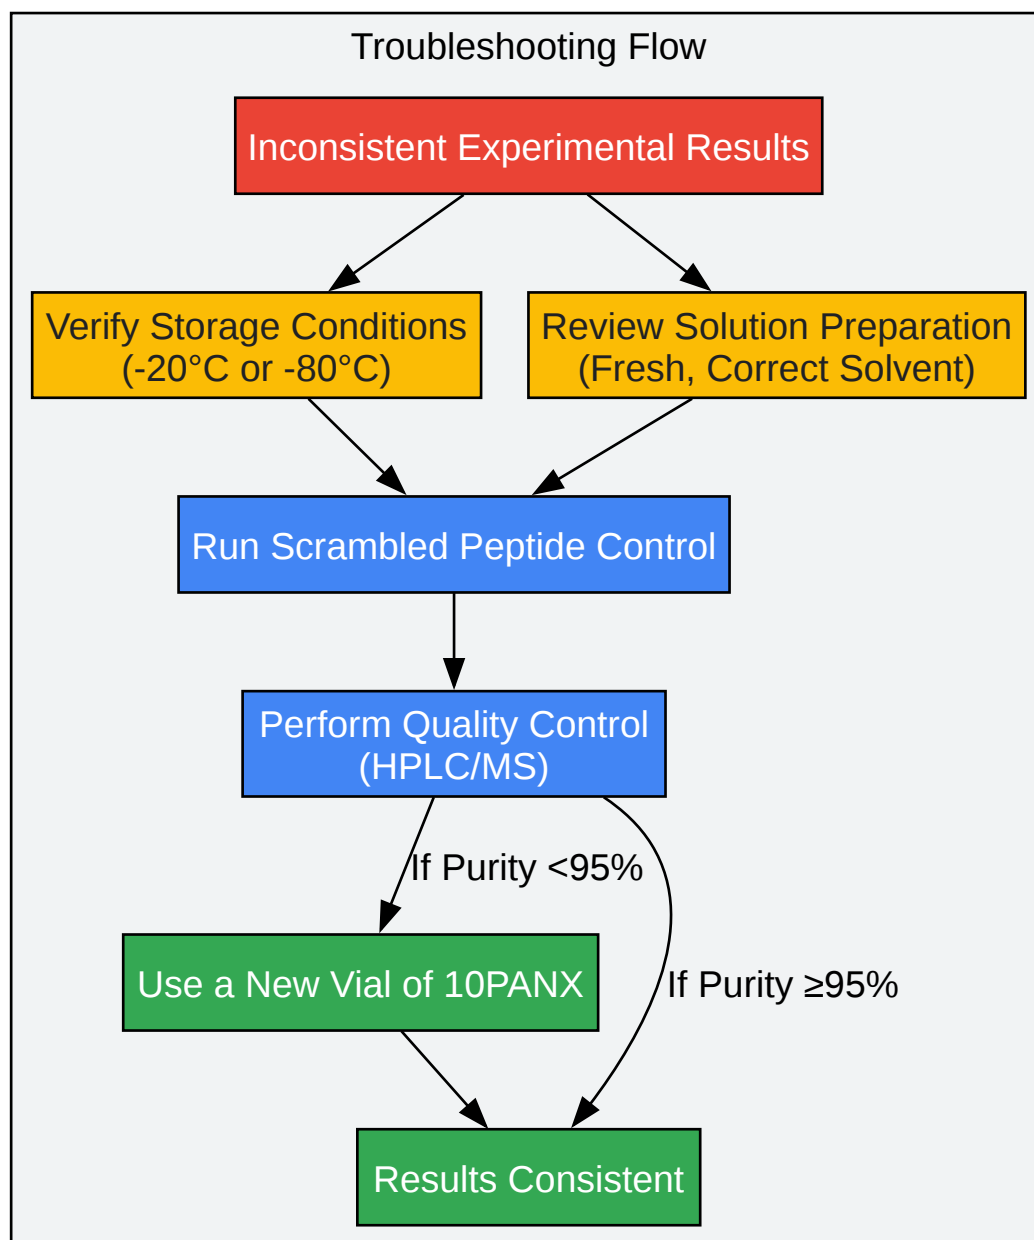 Troubleshooting Flow
Inconsistent Experimental Results
Verify Storage Conditions
(-20°C or -80°C)
Review Solution Preparation
(Fresh, Correct Solvent)
Run Scrambled Peptide Control
Perform Quality Control
(HPLC/MS)
If Purity <95%
Use a New Vial of 10PANX
If Purity ≥95%
Results Consistent